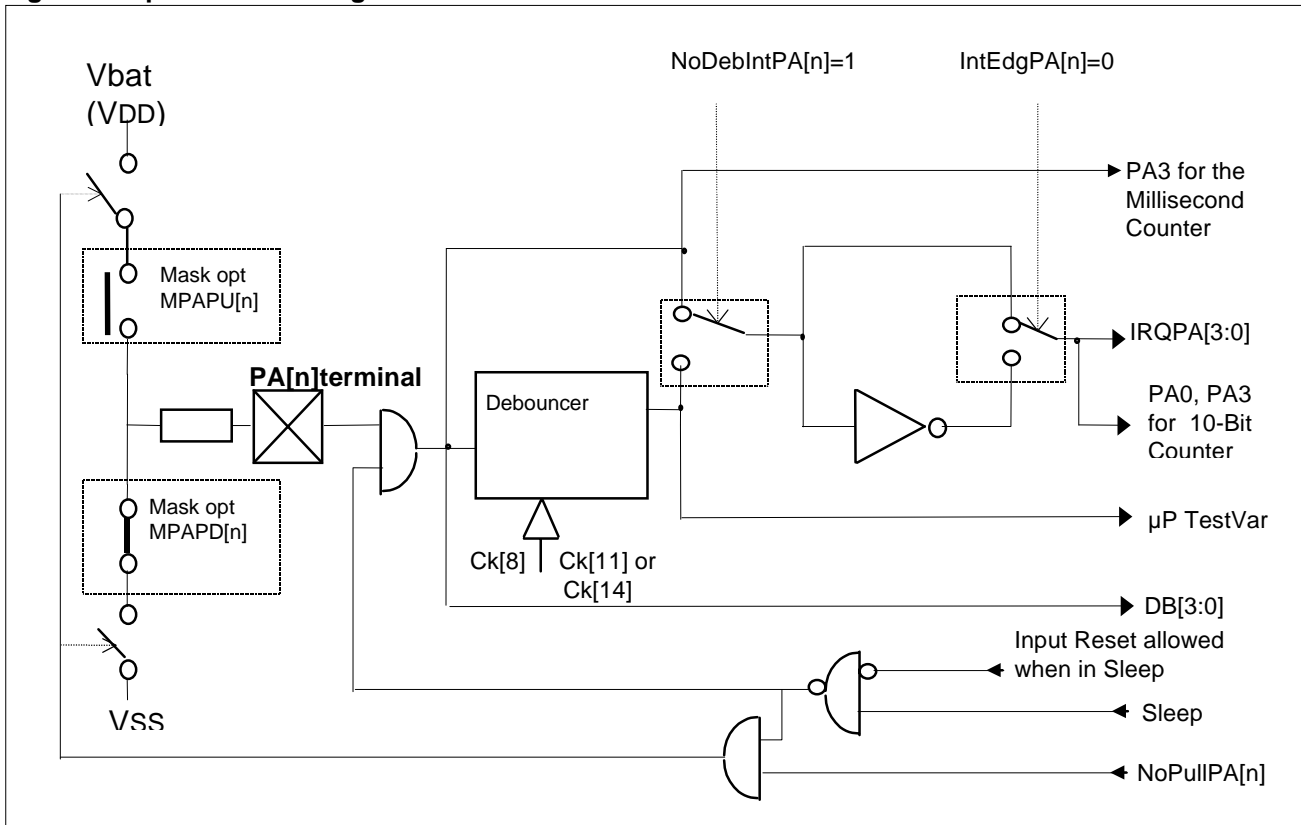 NoDebIntPA[n]=1
IntEdgPA[n]=0
Vbat
(VDD)
PA3 for the
Millisecond
Counter
Mask opt
MPAPU[n]
IRQPA[3:0]
PA[n]terminal
Debouncer
PA0, PA3
for 10-Bit
Counter
Mask opt
MPAPD[n]
µP TestVar
Ck[8]
Ck[11] or
Ck[14]
DB[3:0]
Input Reset allowed
when in Sleep
Sleep
VSS
NoPullPA[n]